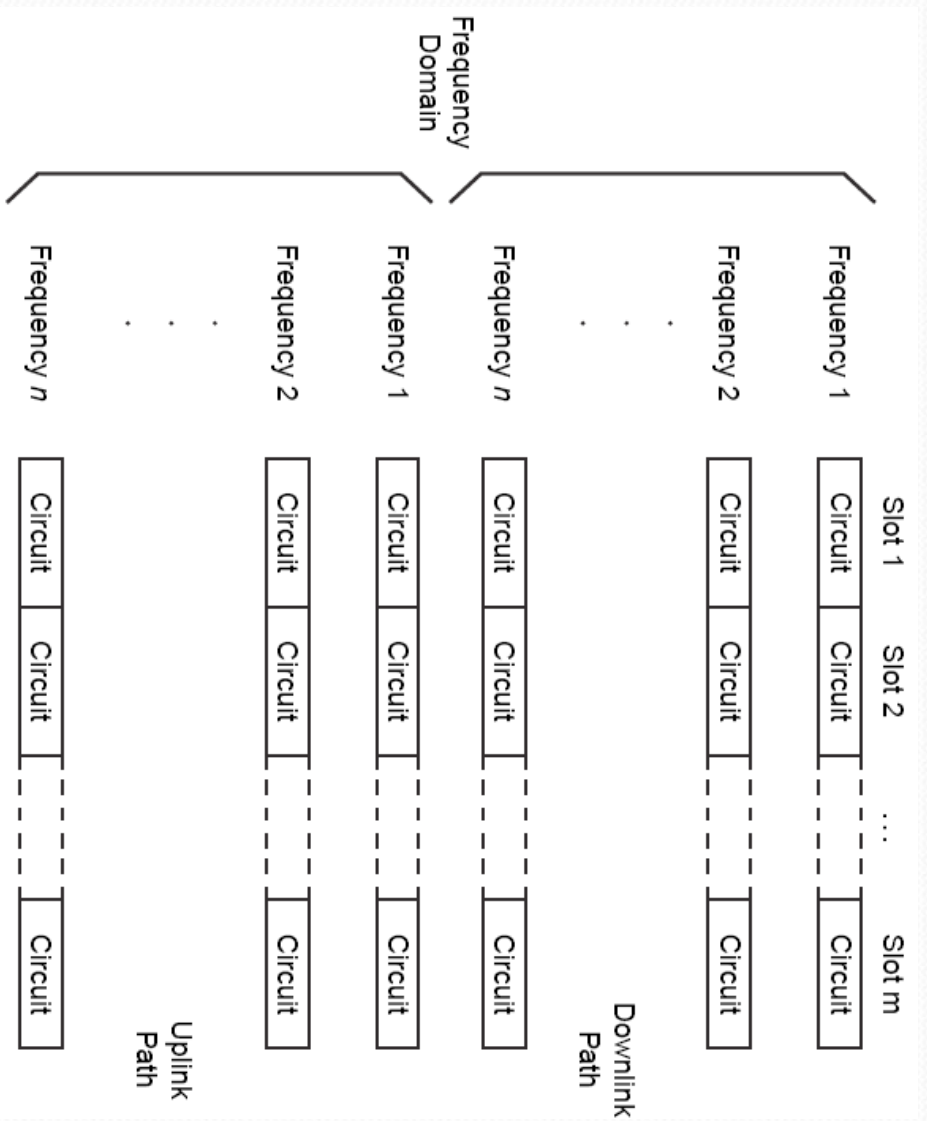 Slot 1 Slot 2 ... Slot m
Frequency 1 Circuit Circuit Circuit
Frequency 2 Circuit Circuit Circuit
. . .
Downlink
Path
Frequency n Circuit Circuit Circuit
Frequency
Domain
Frequency 1 Circuit Circuit Circuit
Frequency 2 Circuit Circuit Circuit
. . .
Uplink
Path
Frequency n Circuit Circuit Circuit